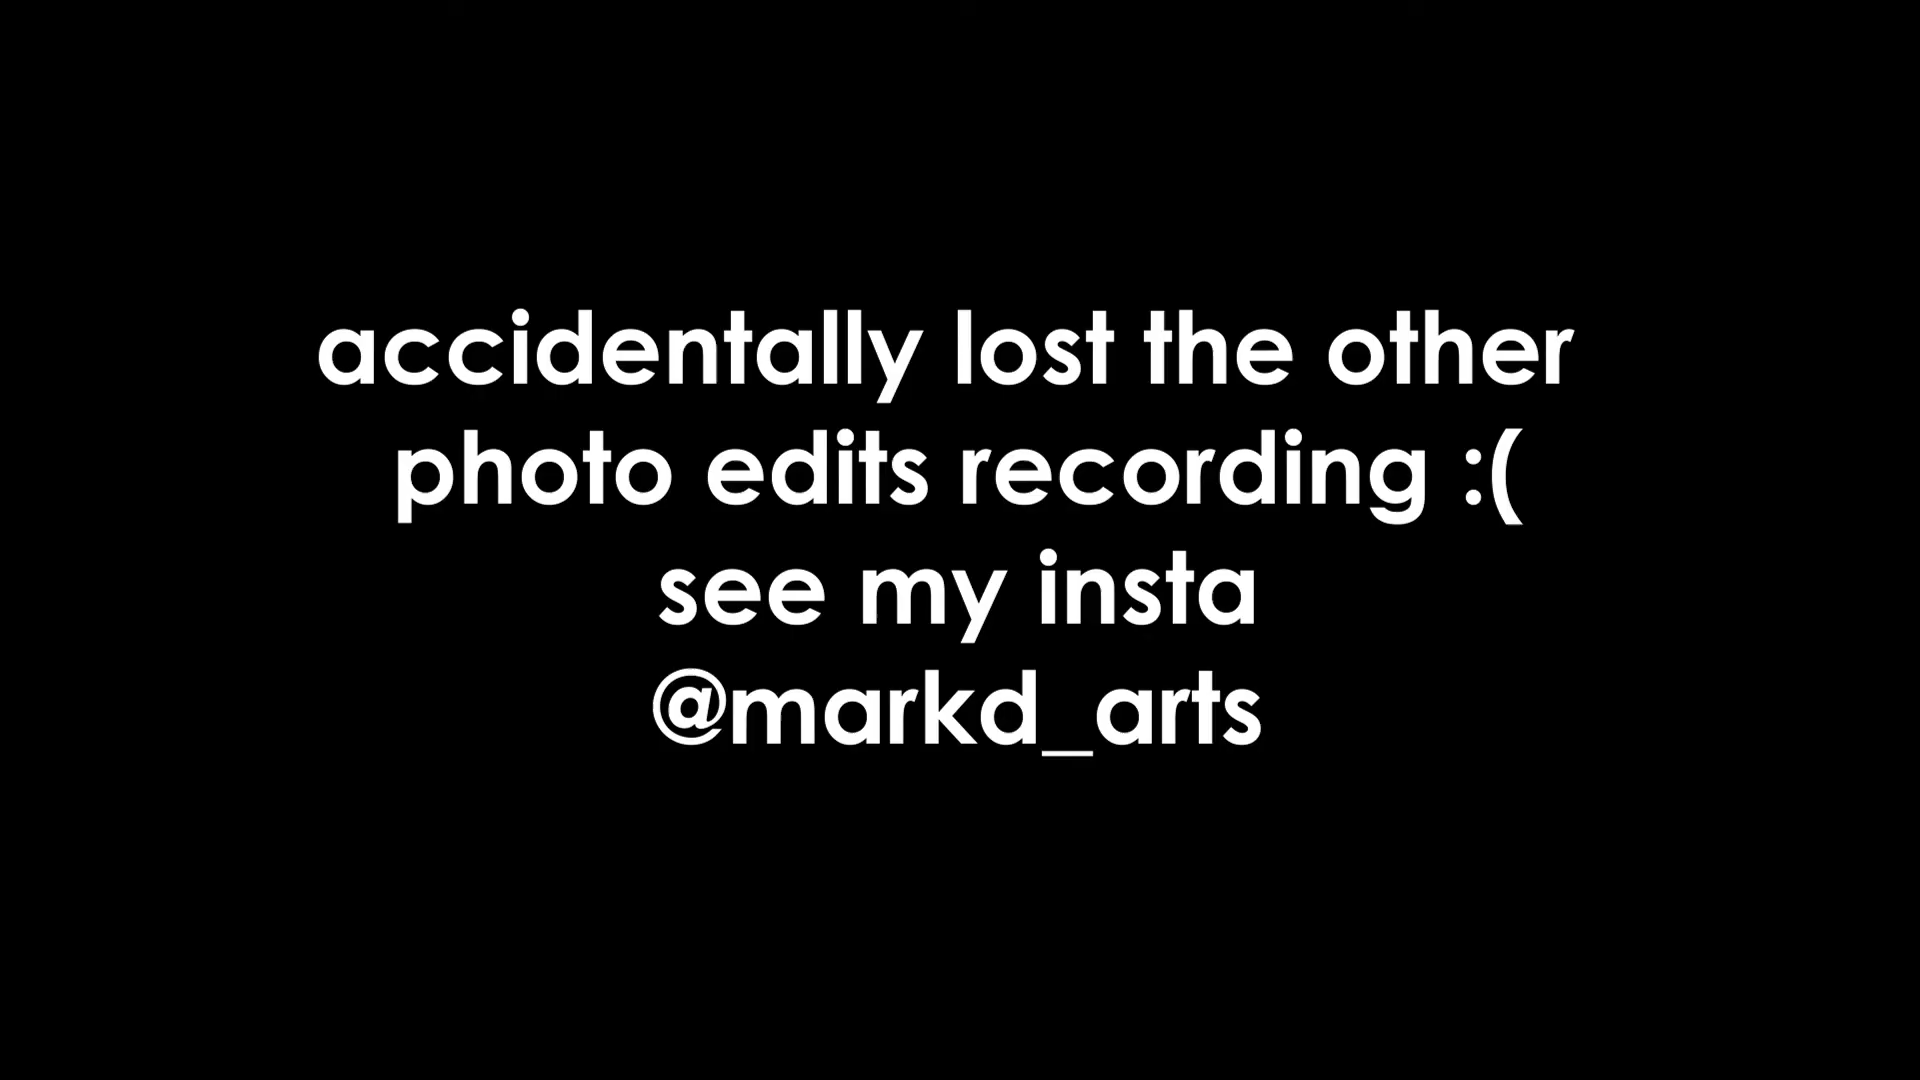 accidentally lost the other
photo edits recording :(
see my insta
@markd_arts